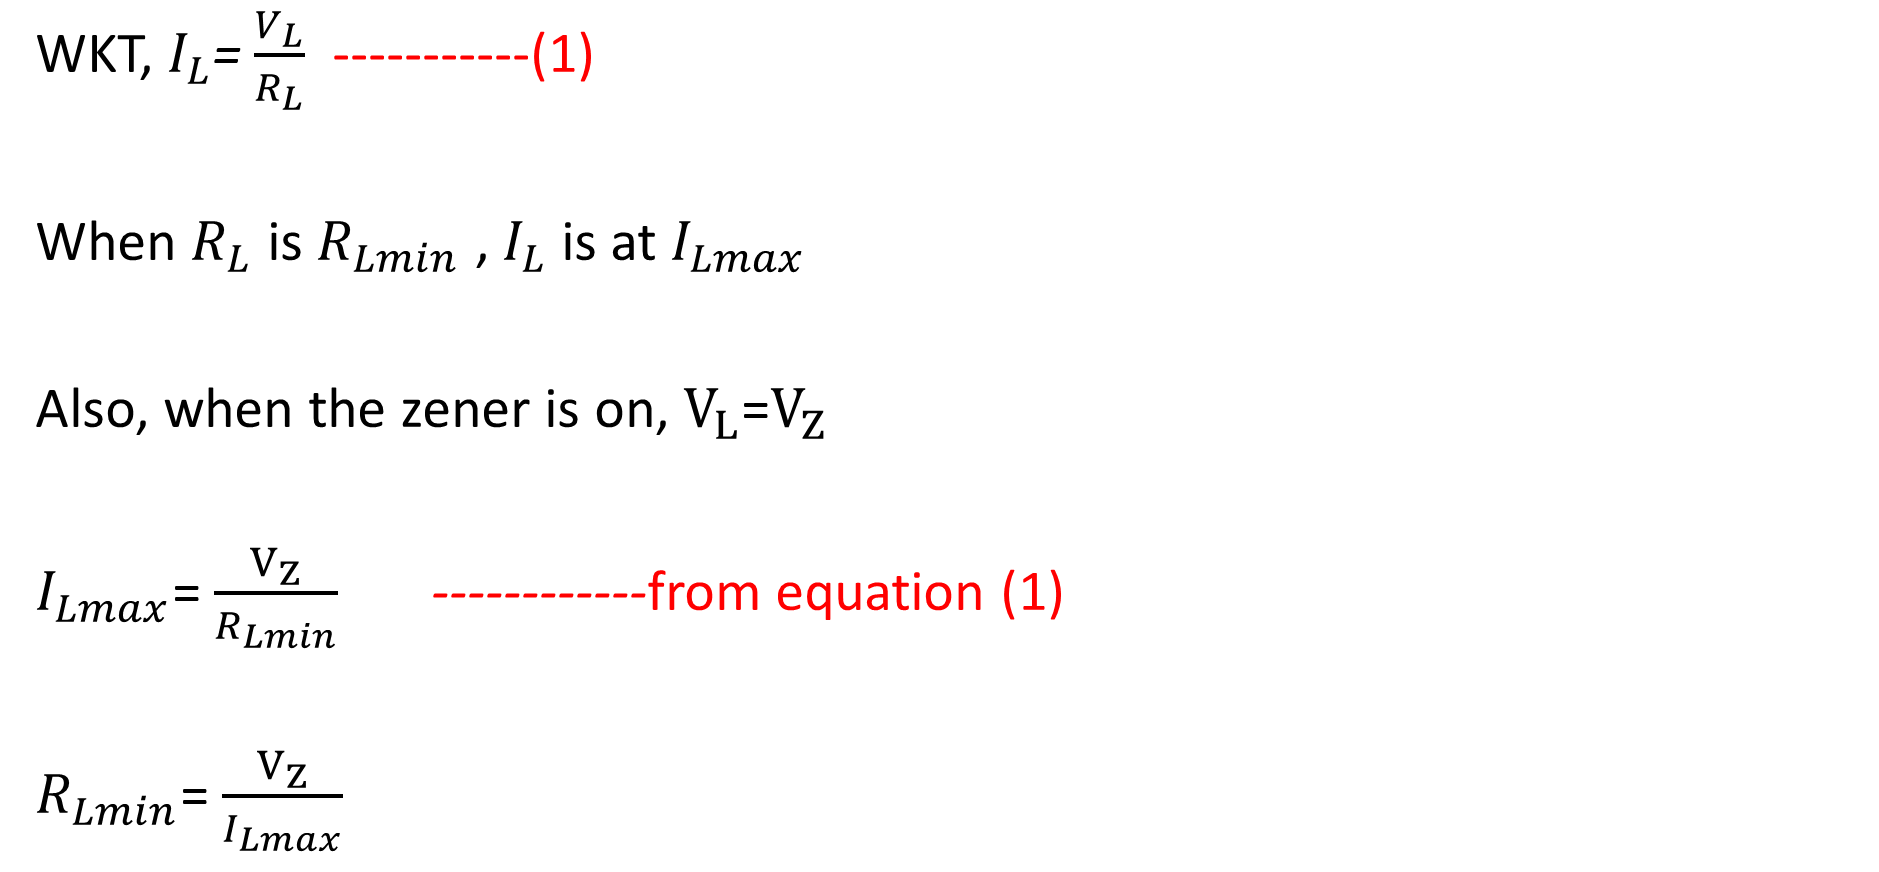 WKT, I_L= V_L/R_L -----------(1)
When R_L is R_Lmin , I_L is at I_Lmax
Also, when the zener is on, V_L=V_Z
I_Lmax= V_Z/R_Lmin ------------from equation (1)
R_Lmin= V_Z/I_Lmax